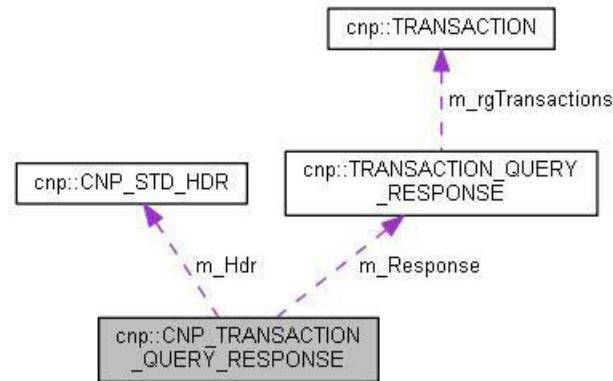 cnp::TRANSACTION
m_rgTransactions
cnp::CNP_STD_HDR
cnp::TRANSACTION_QUERY
_RESPONSE
m_Hdr
m_Response
cnp::CNP_TRANSACTION
_QUERY_RESPONSE